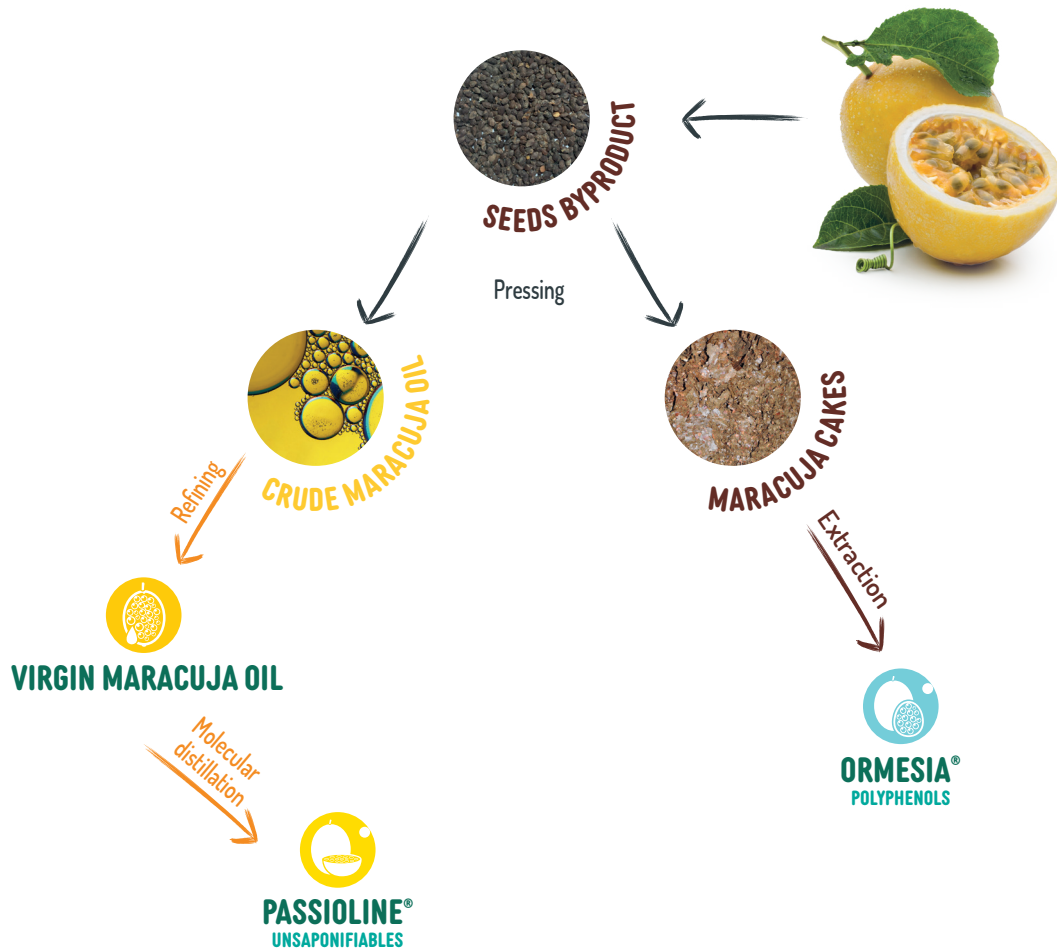 SEEDS BYPRODUCT
Pressing
CRUDE MARACUJA OIL
MARACUJA CAKES
Refining
Extraction
VIRGIN MARACUJA OIL
Molecular
distillation
ORMESIA®
POLYPHENOLS
PASSIOLINE®
UNSAPONIFIABLES